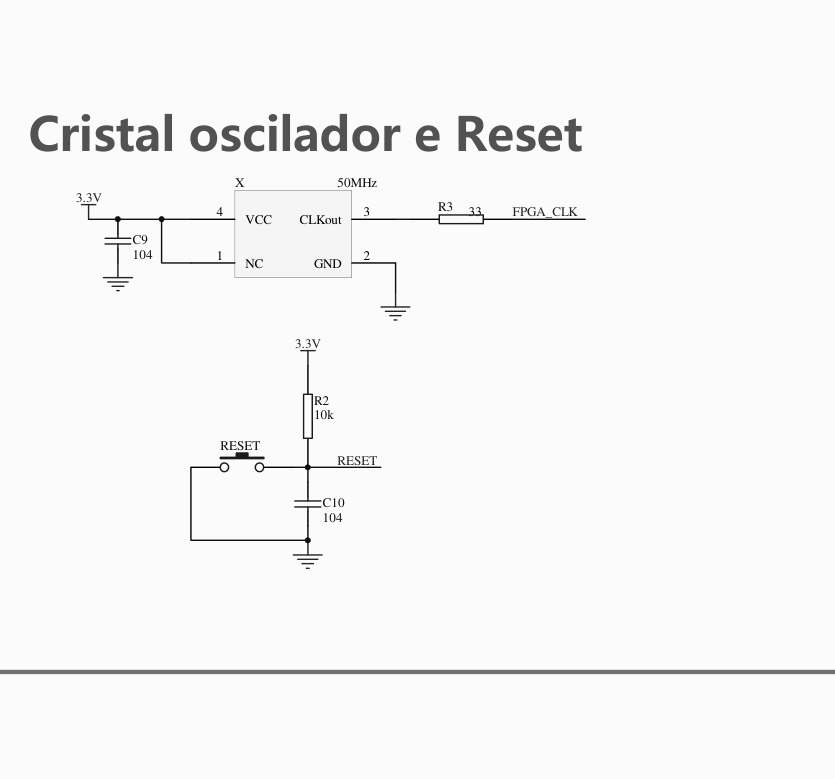 Cristal oscilador e Reset
X 50MHz
3.3V
4 VCC CLKout 3 R3 33 FPGA_CLK
C9
104
1 NC GND 2
3.3V
R2
10k
RESET
RESET
C10
104